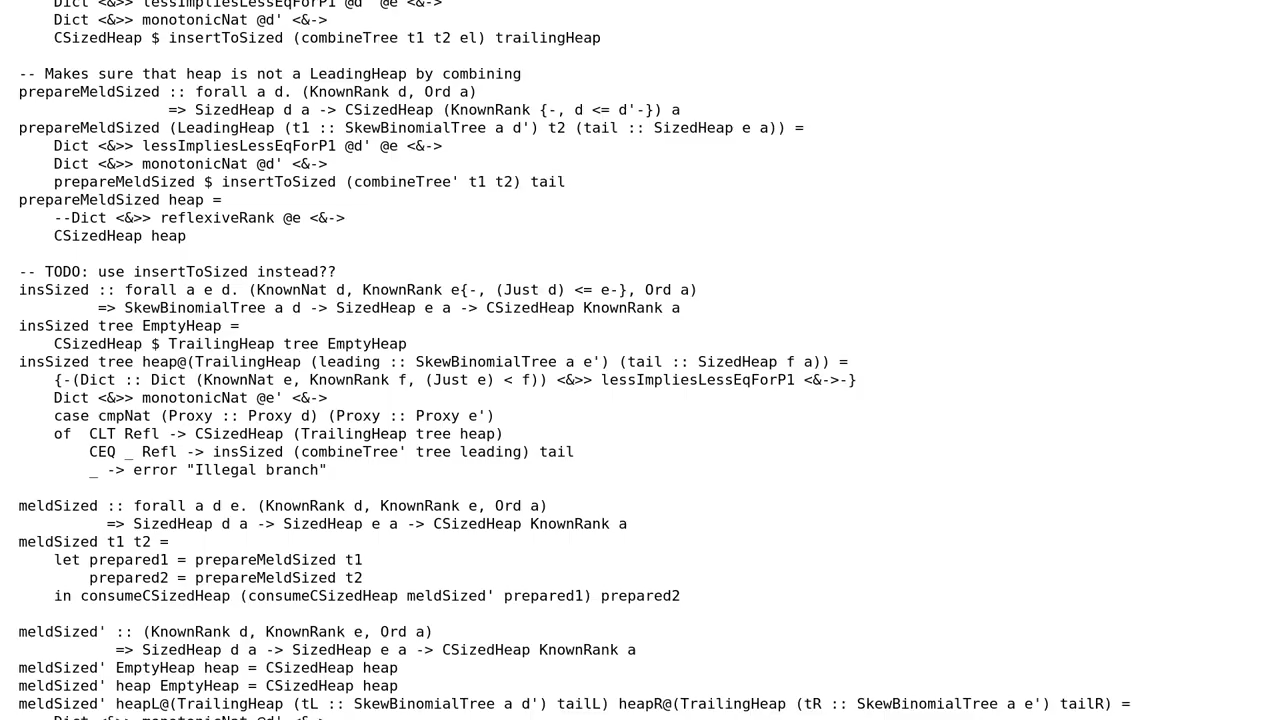 Dict <&>> lessImpliesLessEqForP1 @d' @e <&->
    Dict <&>> monotonicNat @d' <&->
    CSizedHeap $ insertToSized (combineTree t1 t2 el) trailingHeap

-- Makes sure that heap is not a LeadingHeap by combining
prepareMeldSized :: forall a d. (KnownRank d, Ord a)
                 => SizedHeap d a -> CSizedHeap (KnownRank {-, d <= d'-}) a
prepareMeldSized (LeadingHeap (t1 :: SkewBinomialTree a d') t2 (tail :: SizedHeap e a)) =
    Dict <&>> lessImpliesLessEqForP1 @d' @e <&->
    Dict <&>> monotonicNat @d' <&->
    prepareMeldSized $ insertToSized (combineTree' t1 t2) tail
prepareMeldSized heap =
    --Dict <&>> reflexiveRank @e <&->
    CSizedHeap heap

-- TODO: use insertToSized instead??
insSized :: forall a e d. (KnownNat d, KnownRank e{-, (Just d) <= e-}, Ord a)
         => SkewBinomialTree a d -> SizedHeap e a -> CSizedHeap KnownRank a
insSized tree EmptyHeap =
    CSizedHeap $ TrailingHeap tree EmptyHeap
insSized tree heap@(TrailingHeap (leading :: SkewBinomialTree a e') (tail :: SizedHeap f a)) =
    {-(Dict :: Dict (KnownNat e, KnownRank f, (Just e) < f)) <&>> lessImpliesLessEqForP1 <&->-}
    Dict <&>> monotonicNat @e' <&->
    case cmpNat (Proxy :: Proxy d) (Proxy :: Proxy e')
    of  CLT Refl -> CSizedHeap (TrailingHeap tree heap)
        CEQ _ Refl -> insSized (combineTree' tree leading) tail
        _ -> error "Illegal branch"

meldSized :: forall a d e. (KnownRank d, KnownRank e, Ord a)
          => SizedHeap d a -> SizedHeap e a -> CSizedHeap KnownRank a
meldSized t1 t2 =
    let prepared1 = prepareMeldSized t1
        prepared2 = prepareMeldSized t2
    in consumeCSizedHeap (consumeCSizedHeap meldSized' prepared1) prepared2

meldSized' :: (KnownRank d, KnownRank e, Ord a)
           => SizedHeap d a -> SizedHeap e a -> CSizedHeap KnownRank a
meldSized' EmptyHeap heap = CSizedHeap heap
meldSized' heap EmptyHeap = CSizedHeap heap
meldSized' heapL@(TrailingHeap (tL :: SkewBinomialTree a d') tailL) heapR@(TrailingHeap (tR :: SkewBinomialTree a e') tailR) =
    Dict <&>> monotonicNat @d' <&->